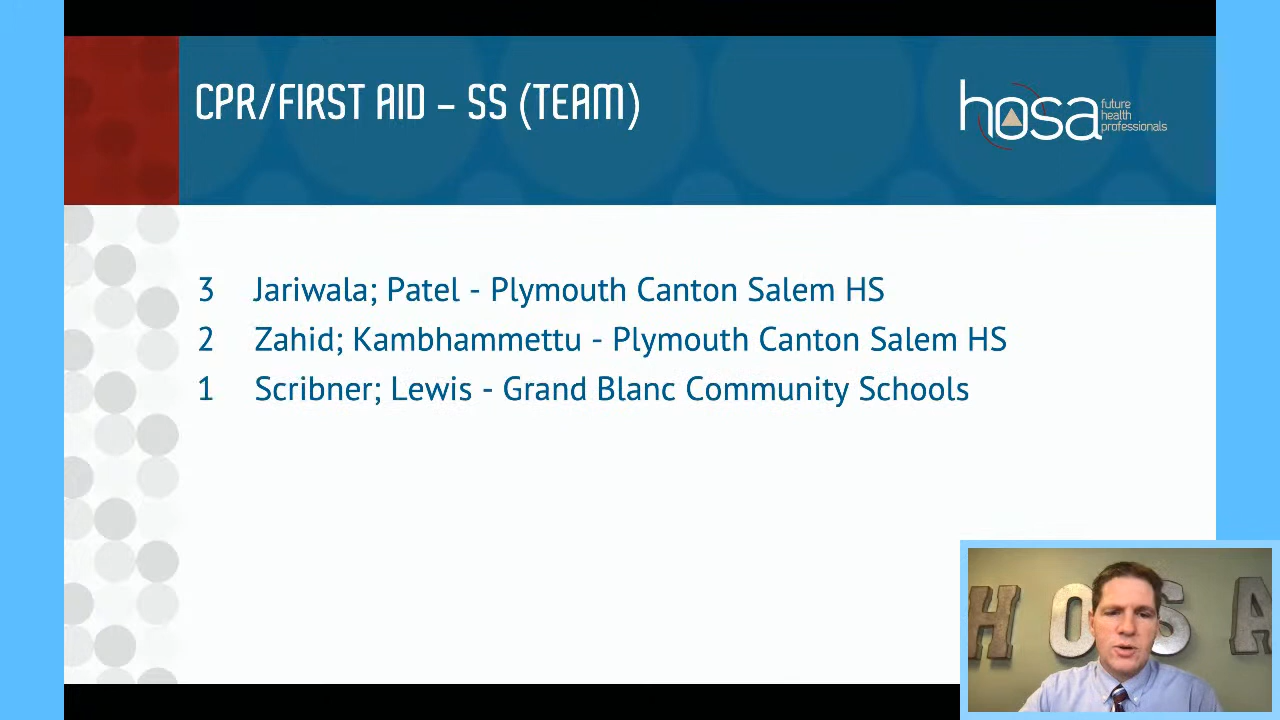 CPR/FIRST AID – SS (TEAM)
hosa
future
health
professionals
3 Jariwala; Patel - Plymouth Canton Salem HS
2 Zahid; Kambhammettu - Plymouth Canton Salem HS
1 Scribner; Lewis - Grand Blanc Community Schools
HOSA